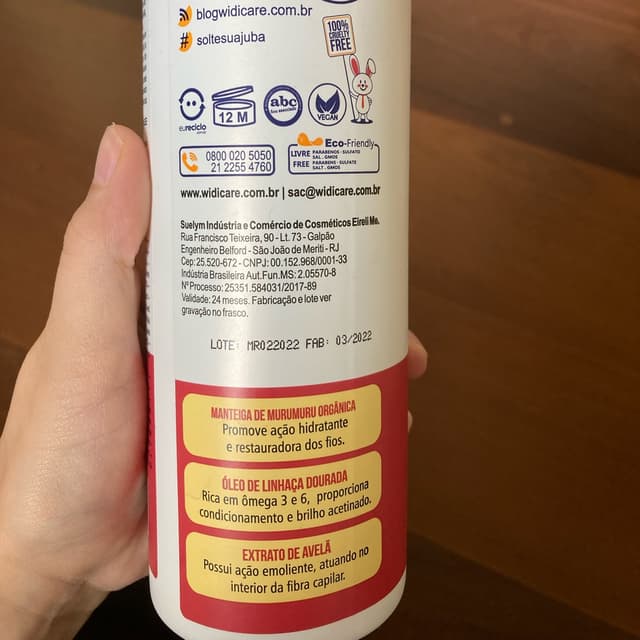 blogwidicare.com.br
# soltesuajuba
100%
CRUELTY
FREE
eureciclo
12 M
abc
VEGAN
0800 020 5050
21 2255 4760
Eco-Friendly
LIVRE PARABENOS · SULFATO
SAL · GMOS
FREE PARABENS · SULFATE
SALT · GMOS
www.widicare.com.br | sac@widicare.com.br
Suelym Indústria e Comércio de Cosméticos Eireli Me.
Rua Francisco Teixeira, 90 - Lt. 73 - Galpão
Engenheiro Belford - São João de Meriti - RJ
Cep: 25.520-672 - CNPJ: 00.152.968/0001-33
Indústria Brasileira Aut.Fun.MS: 2.05570-8
Nº Processo: 25351.584031/2017-89
Validade: 24 meses. Fabricação e lote ver
gravação no frasco.
LOTE: MR022022 FAB: 03/2022
MANTEIGA DE MURUMURU ORGÂNICA
Promove ação hidratante
e restauradora dos fios.
ÓLEO DE LINHAÇA DOURADA
Rica em ômega 3 e 6, proporciona
condicionamento e brilho acetinado.
EXTRATO DE AVELÃ
Possui ação emoliente, atuando no
interior da fibra capilar.